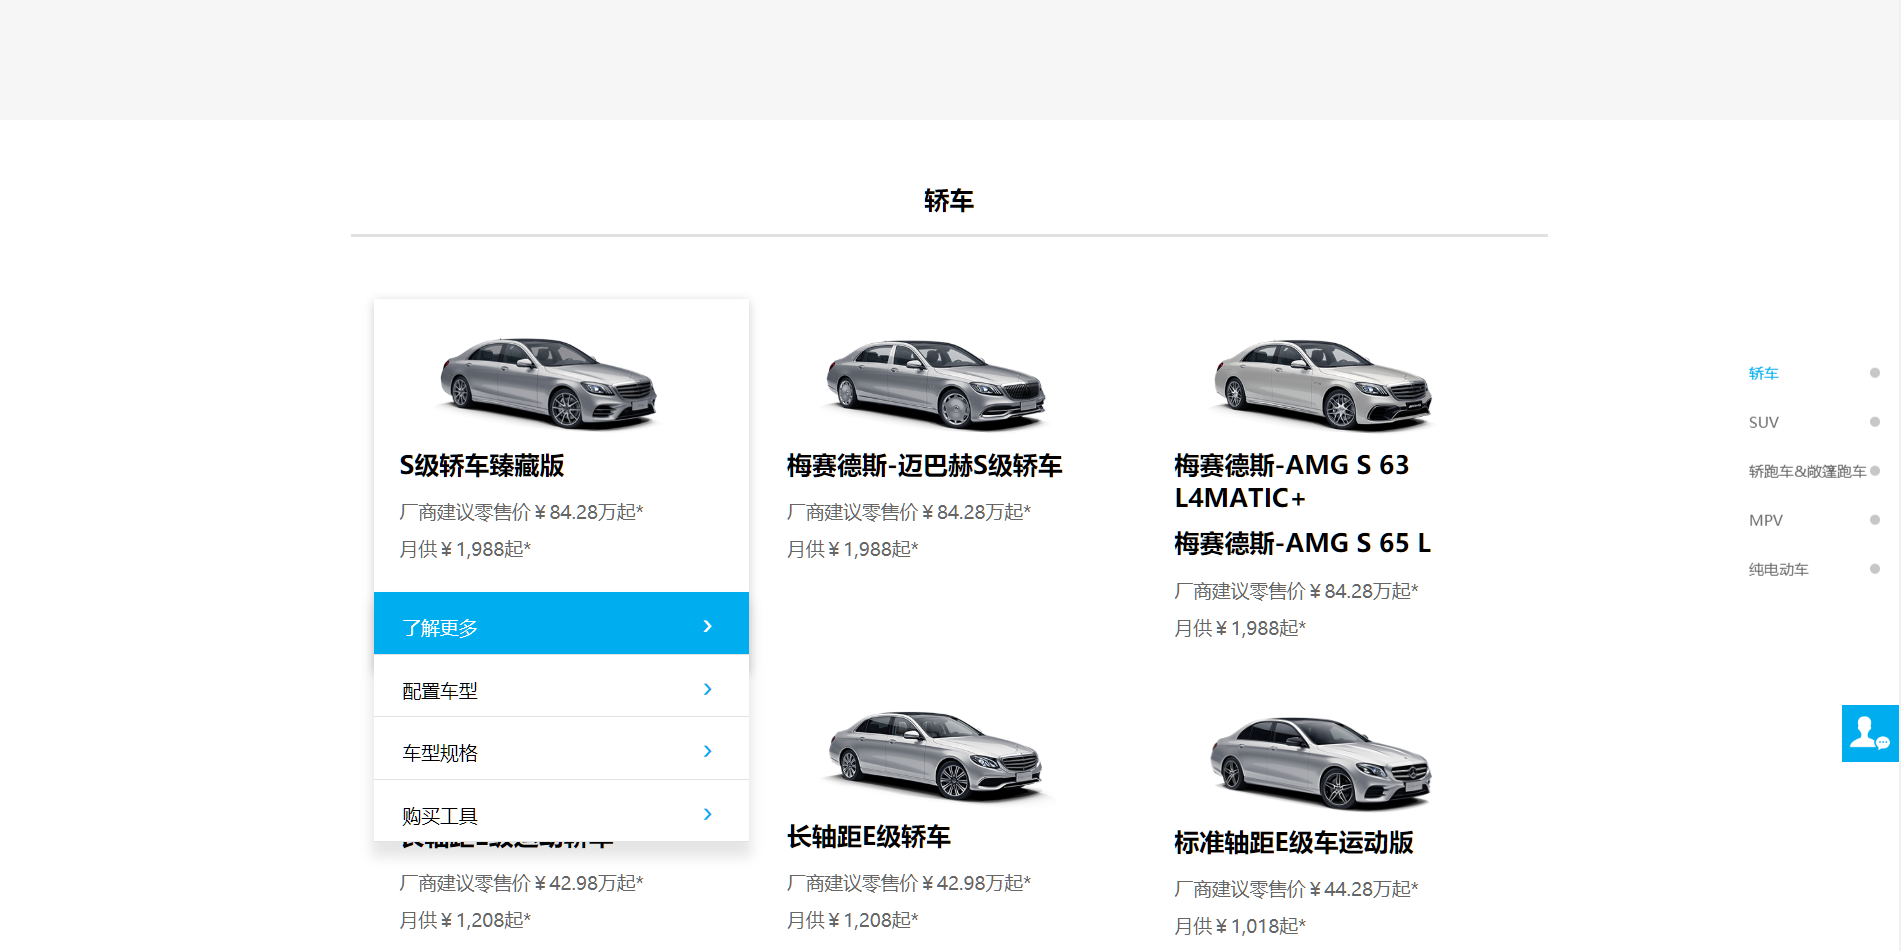 轿车
S级轿车臻藏版
厂商建议零售价￥84.28万起*
月供￥1,988起*
了解更多
配置车型
车型规格
购买工具
梅赛德斯-迈巴赫S级轿车
厂商建议零售价￥84.28万起*
月供￥1,988起*
梅赛德斯-AMG S 63
L4MATIC+
梅赛德斯-AMG S 65 L
厂商建议零售价￥84.28万起*
月供￥1,988起*
厂商建议零售价￥42.98万起*
月供￥1,208起*
长轴距E级轿车
厂商建议零售价￥42.98万起*
月供￥1,208起*
标准轴距E级车运动版
厂商建议零售价￥44.28万起*
月供￥1,018起*
轿车
SUV
轿跑车&敞篷跑车
MPV
纯电动车